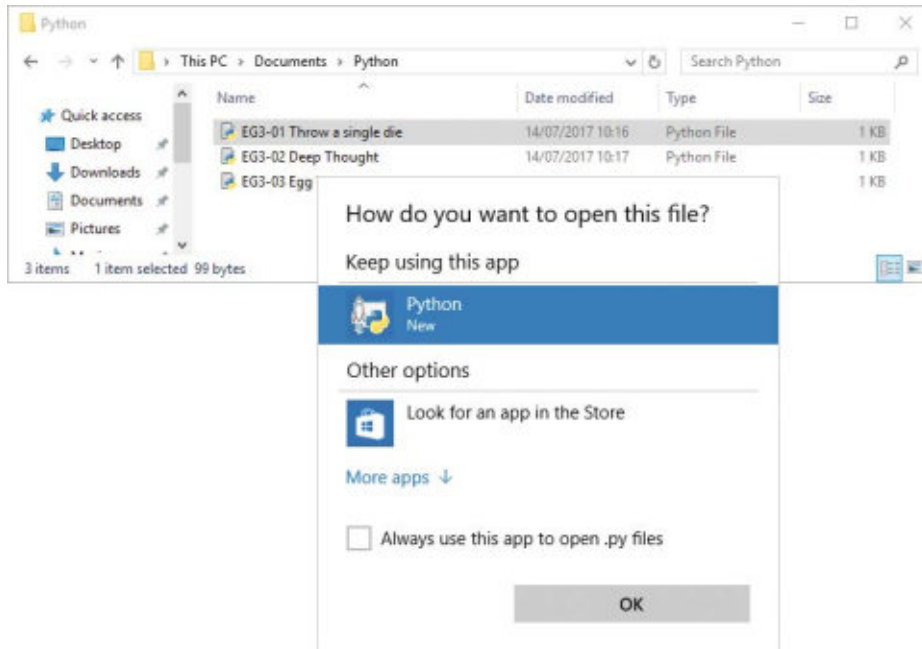 Python
This PC > Documents > Python
Search Python
Name Date modified Type Size
Quick access
Desktop
Downloads
Documents
Pictures
EG3-01 Throw a single die 14/07/2017 10:16 Python File 1 KB
EG3-02 Deep Thought 14/07/2017 10:17 Python File 1 KB
EG3-03 Egg 1 KB
3 items 1 item selected 99 bytes
How do you want to open this file?
Keep using this app
Python
New
Other options
Look for an app in the Store
More apps
Always use this app to open .py files
OK